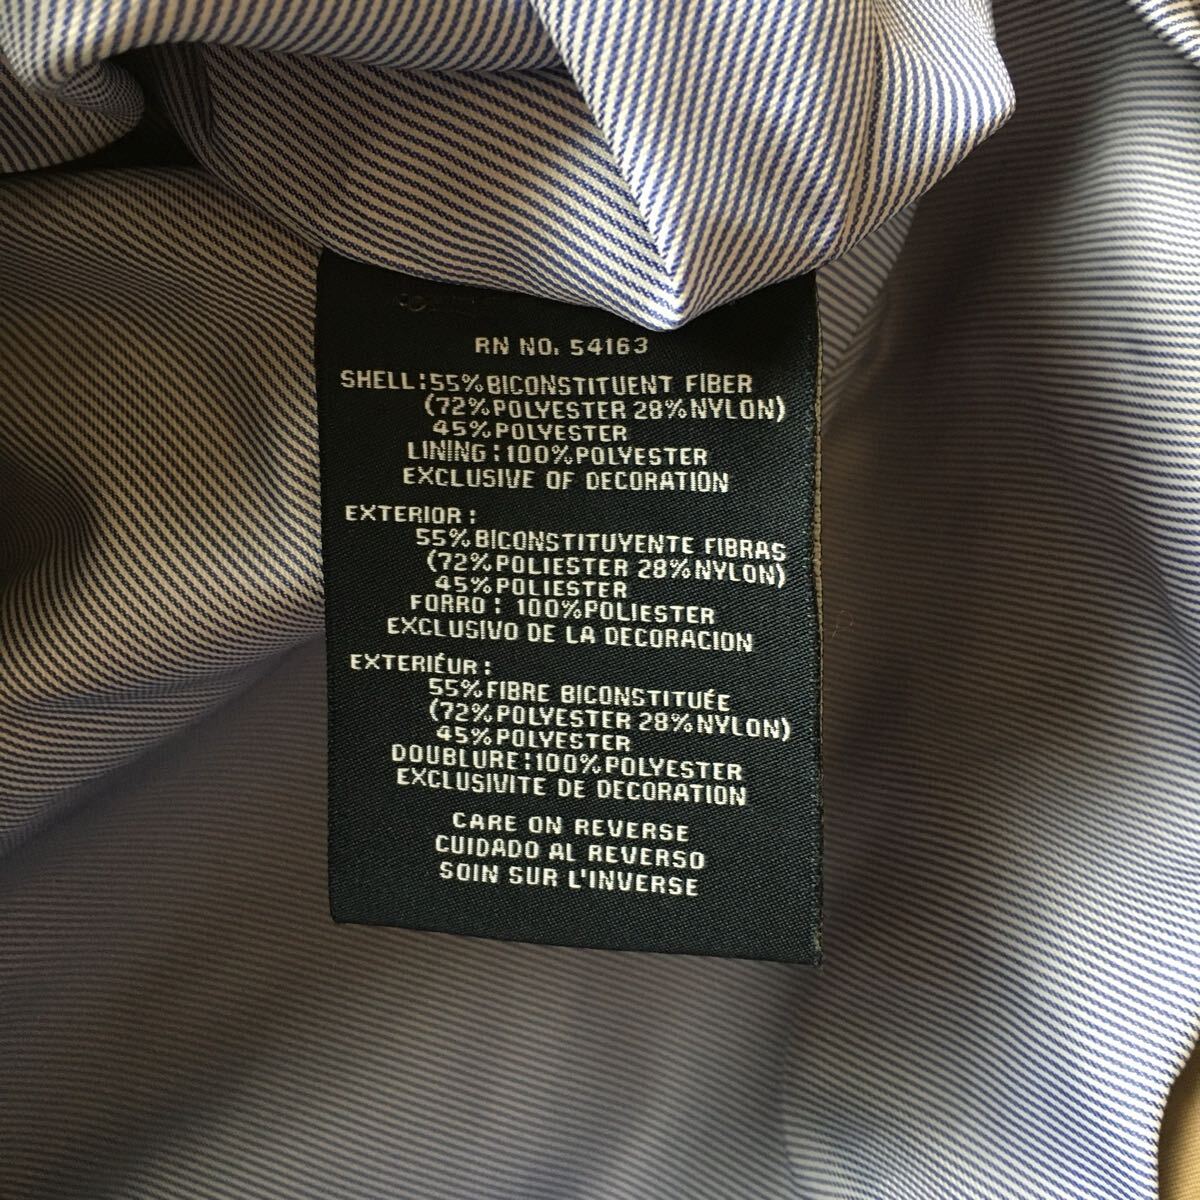 RN NO. 54163
SHELL:55%BICONSTITUENT FIBER
(72%POLYESTER 28%NYLON)
45%POLYESTER
LINING:100%POLYESTER
EXCLUSIVE OF DECORATION
EXTERIOR:
55%BICONSTITUYENTE FIBRAS
(72%POLIESTER 28%NYLON)
45%POLIESTER
FORRO: 100%POLIESTER
EXCLUSIVO DE LA DECORACION
EXTERIÉUR:
55%FIBRE BICONSTITUÉE
(72%POLYESTER 28%NYLON)
45%POLYESTER
DOUBLURE:100%POLYESTER
EXCLUSIVITE DE DECORATION
CARE ON REVERSE
CUIDADO AL REVERSO
SOIN SUR L'INVERSE